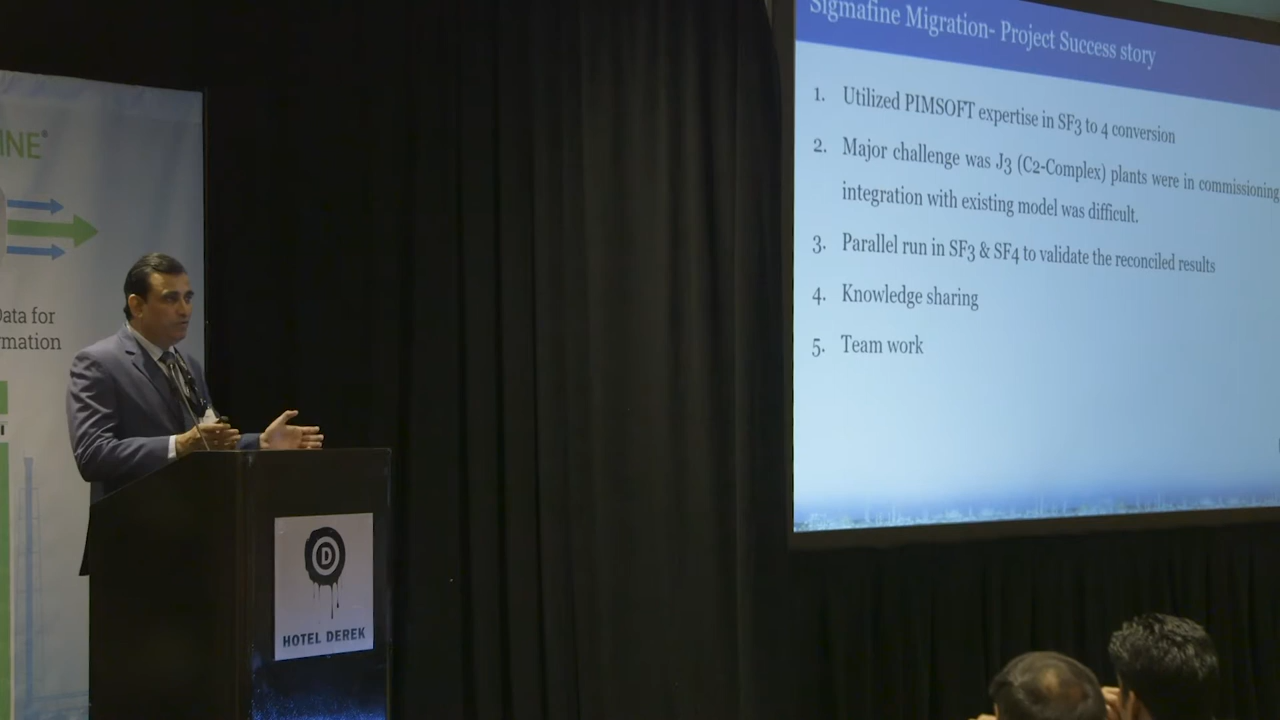 INE®
Data for
rmation
D
HOTEL DEREK
Sigmafine Migration- Project Success story
1. Utilized PIMSOFT expertise in SF3 to 4 conversion
2. Major challenge was J3 (C2-Complex) plants were in commissioning
integration with existing model was difficult.
3. Parallel run in SF3 & SF4 to validate the reconciled results
4. Knowledge sharing
5. Team work